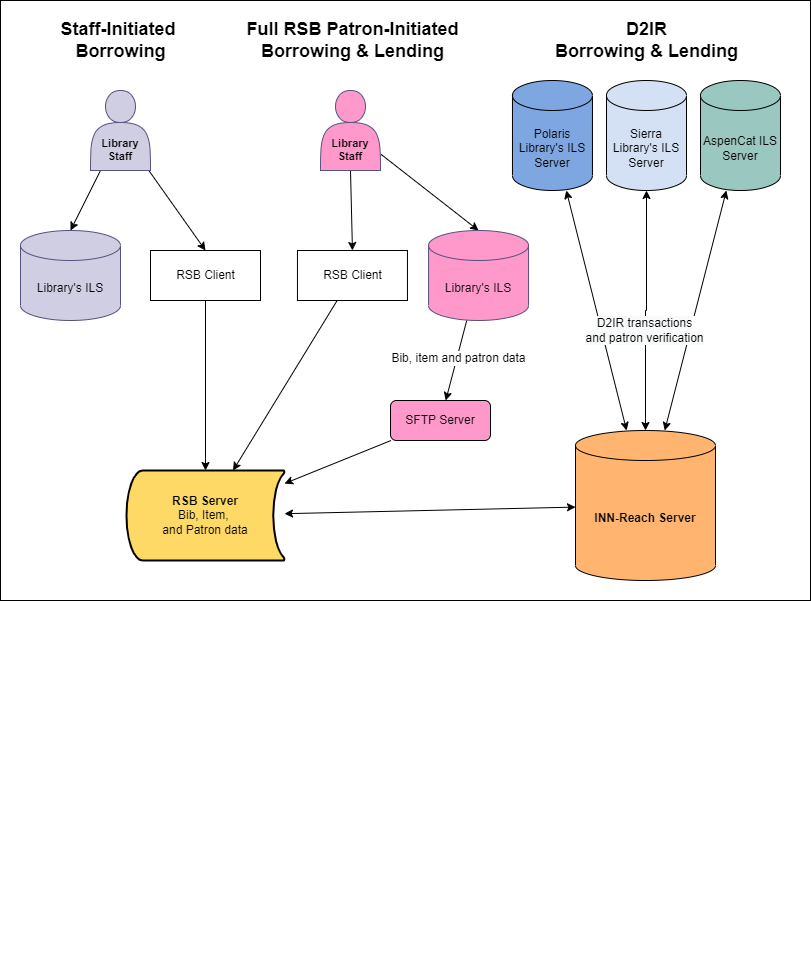 Staff-Initiated
Borrowing
Full RSB Patron-Initiated
Borrowing & Lending
D2IR
Borrowing & Lending
Library
Staff
Library
Staff
Polaris
Library's ILS
Server
Sierra
Library's ILS
Server
AspenCat ILS
Server
Library's ILS
RSB Client
RSB Client
Library's ILS
D2IR transactions
and patron verification
Bib, item and patron data
SFTP Server
RSB Server
Bib, Item,
and Patron data
INN-Reach Server